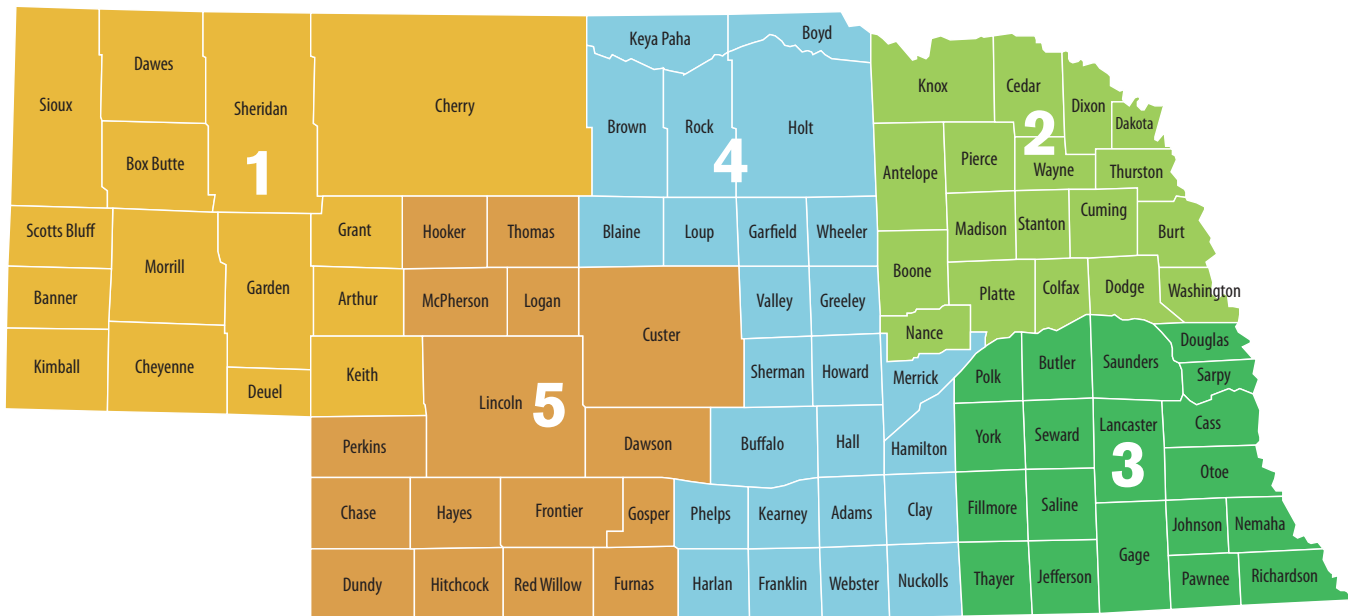 Sioux
Dawes
Sheridan
Box Butte
1
Scotts Bluff
Morrill
Garden
Banner
Kimball
Cheyenne
Deuel
Cherry
Grant
Arthur
Keith
Keya Paha
Boyd
Brown
Rock
Holt
4
Blaine
Loup
Garfield
Wheeler
Valley
Greeley
Sherman
Howard
Merrick
Buffalo
Hall
Hamilton
Phelps
Kearney
Adams
Clay
Harlan
Franklin
Webster
Nuckolls
Hooker
Thomas
McPherson
Logan
Custer
Lincoln
5
Perkins
Dawson
Chase
Hayes
Frontier
Gosper
Dundy
Hitchcock
Red Willow
Furnas
Knox
Cedar
Dixon
Dakota
2
Antelope
Pierce
Wayne
Thurston
Madison
Stanton
Cuming
Burt
Boone
Platte
Colfax
Dodge
Washington
Nance
Polk
Butler
Saunders
Douglas
Sarpy
York
Seward
Lancaster
Cass
3
Otoe
Fillmore
Saline
Gage
Johnson
Nemaha
Thayer
Jefferson
Pawnee
Richardson